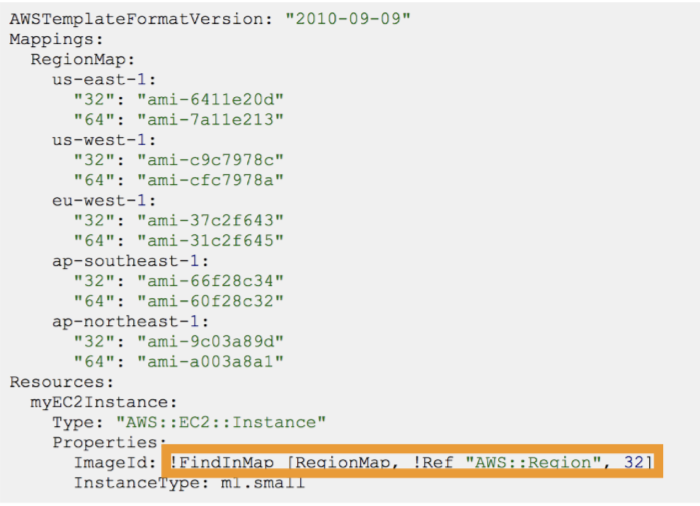 AWSTemplateFormatVersion: "2010-09-09"
Mappings:
RegionMap:
us-east-1:
"32": "ami-6411e20d"
"64": "ami-7a11e213"
us-west-1:
"32": "ami-c9c7978c"
"64": "ami-cfc7978a"
eu-west-1:
"32": "ami-37c2f643"
"64": "ami-31c2f645"
ap-southeast-1:
"32": "ami-66f28c34"
"64": "ami-60f28c32"
ap-northeast-1:
"32": "ami-9c03a89d"
"64": "ami-a003a8a1"
Resources:
myEC2Instance:
Type: "AWS::EC2::Instance"
Properties:
ImageId: !FindInMap [RegionMap, !Ref "AWS::Region", 32]
InstanceType: m1.small